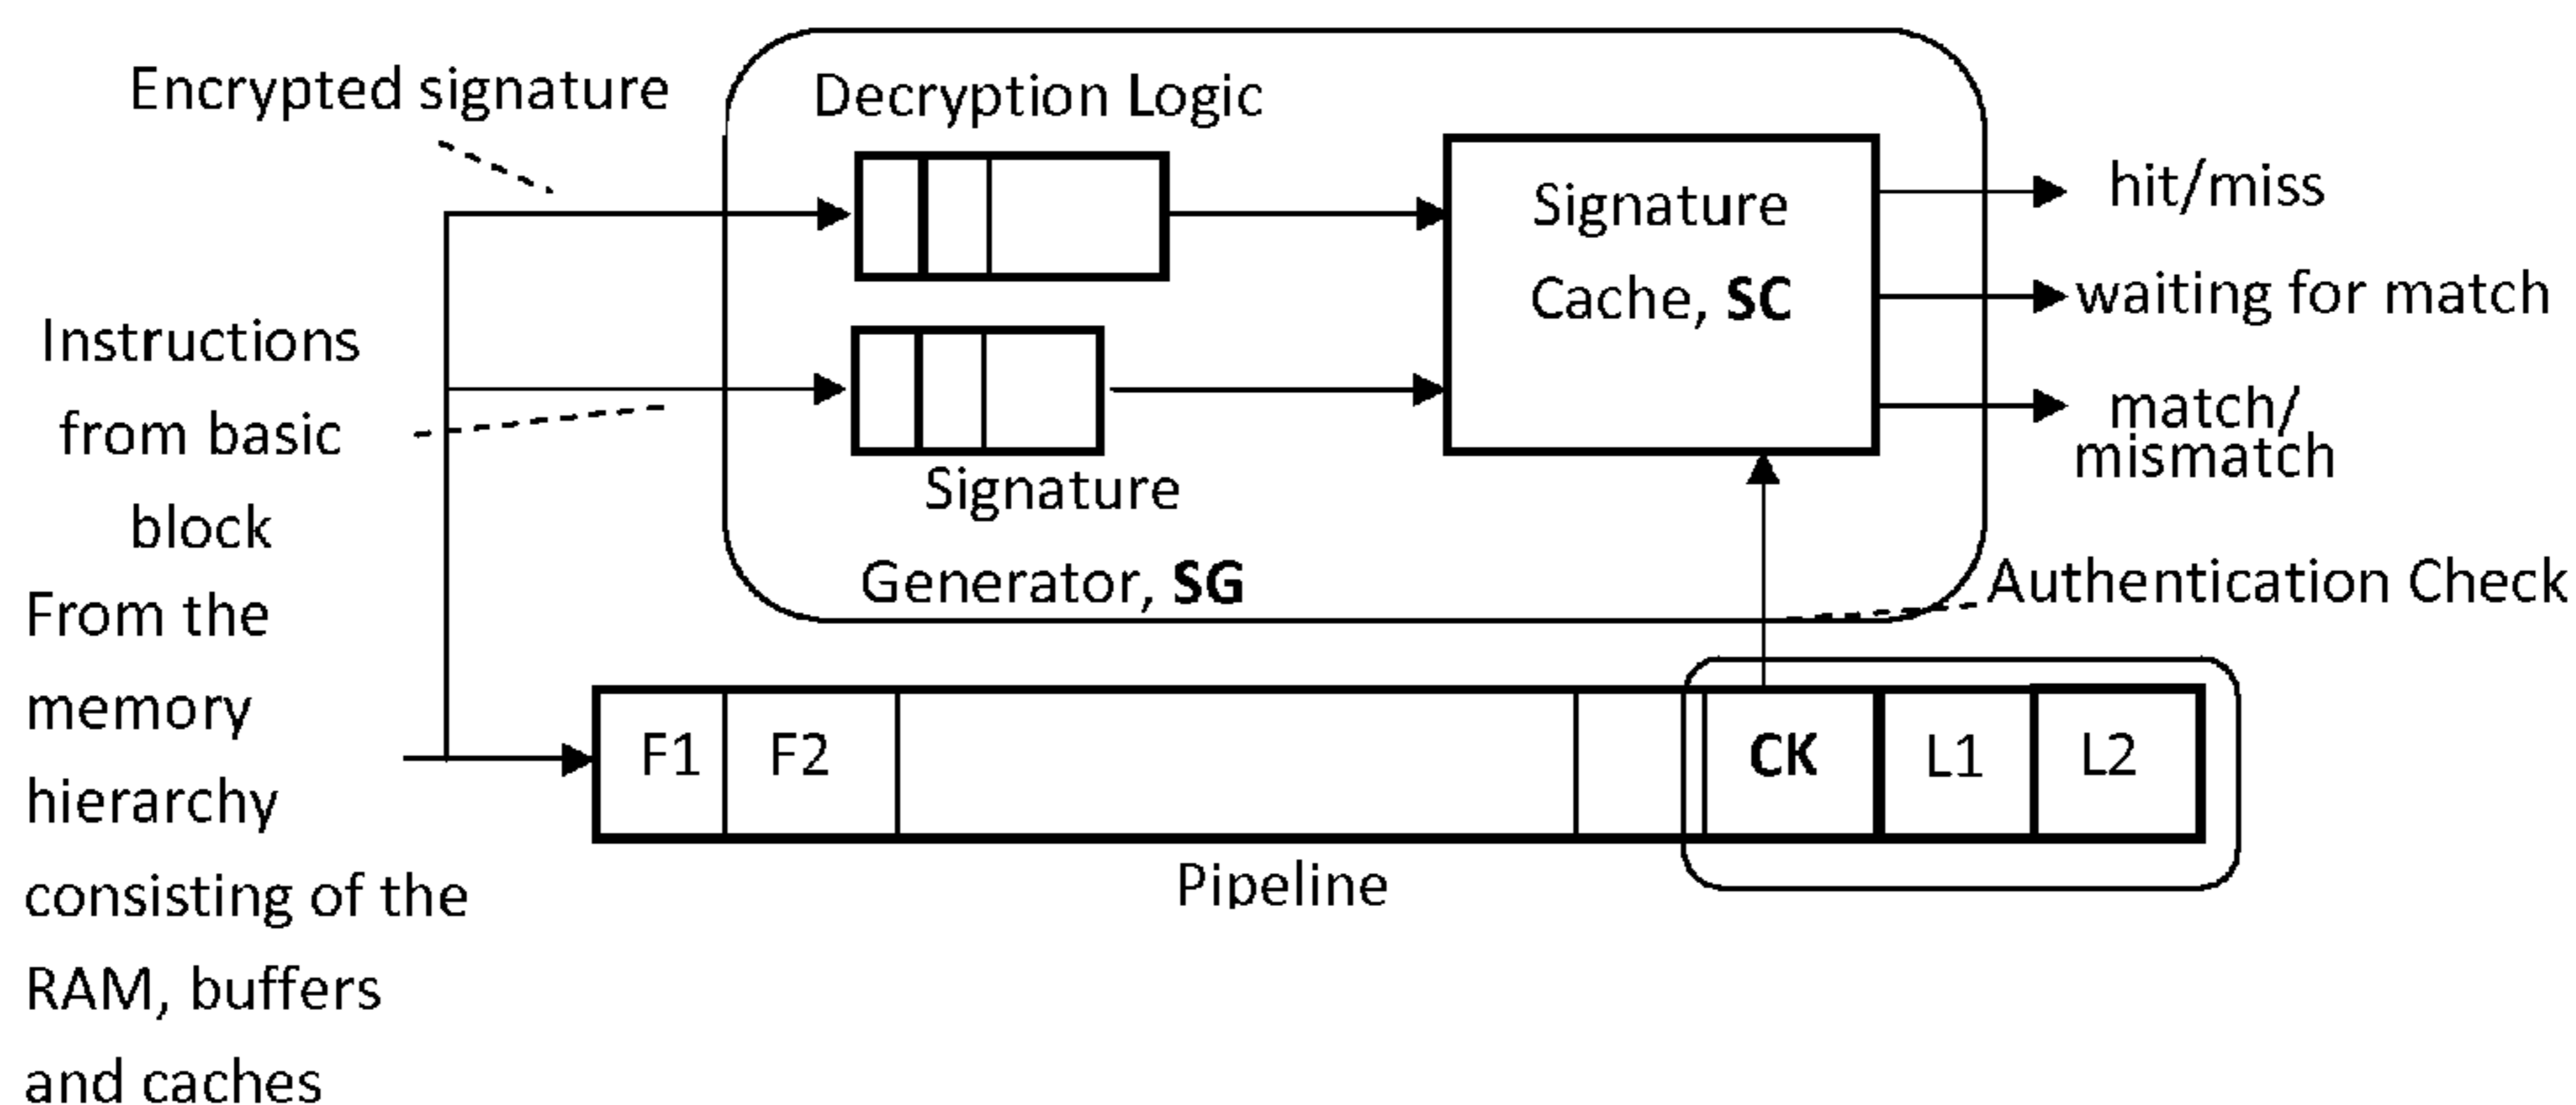 Encrypted signature
Decryption Logic
Signature
Cache, SC
hit/miss
waiting for match
match/
mismatch
Instructions
from basic
block
Signature
Generator, SG
Authentication Check
From the
memory
hierarchy
consisting of the
RAM, buffers
and caches
F1 F2 CK L1 L2
Pipeline